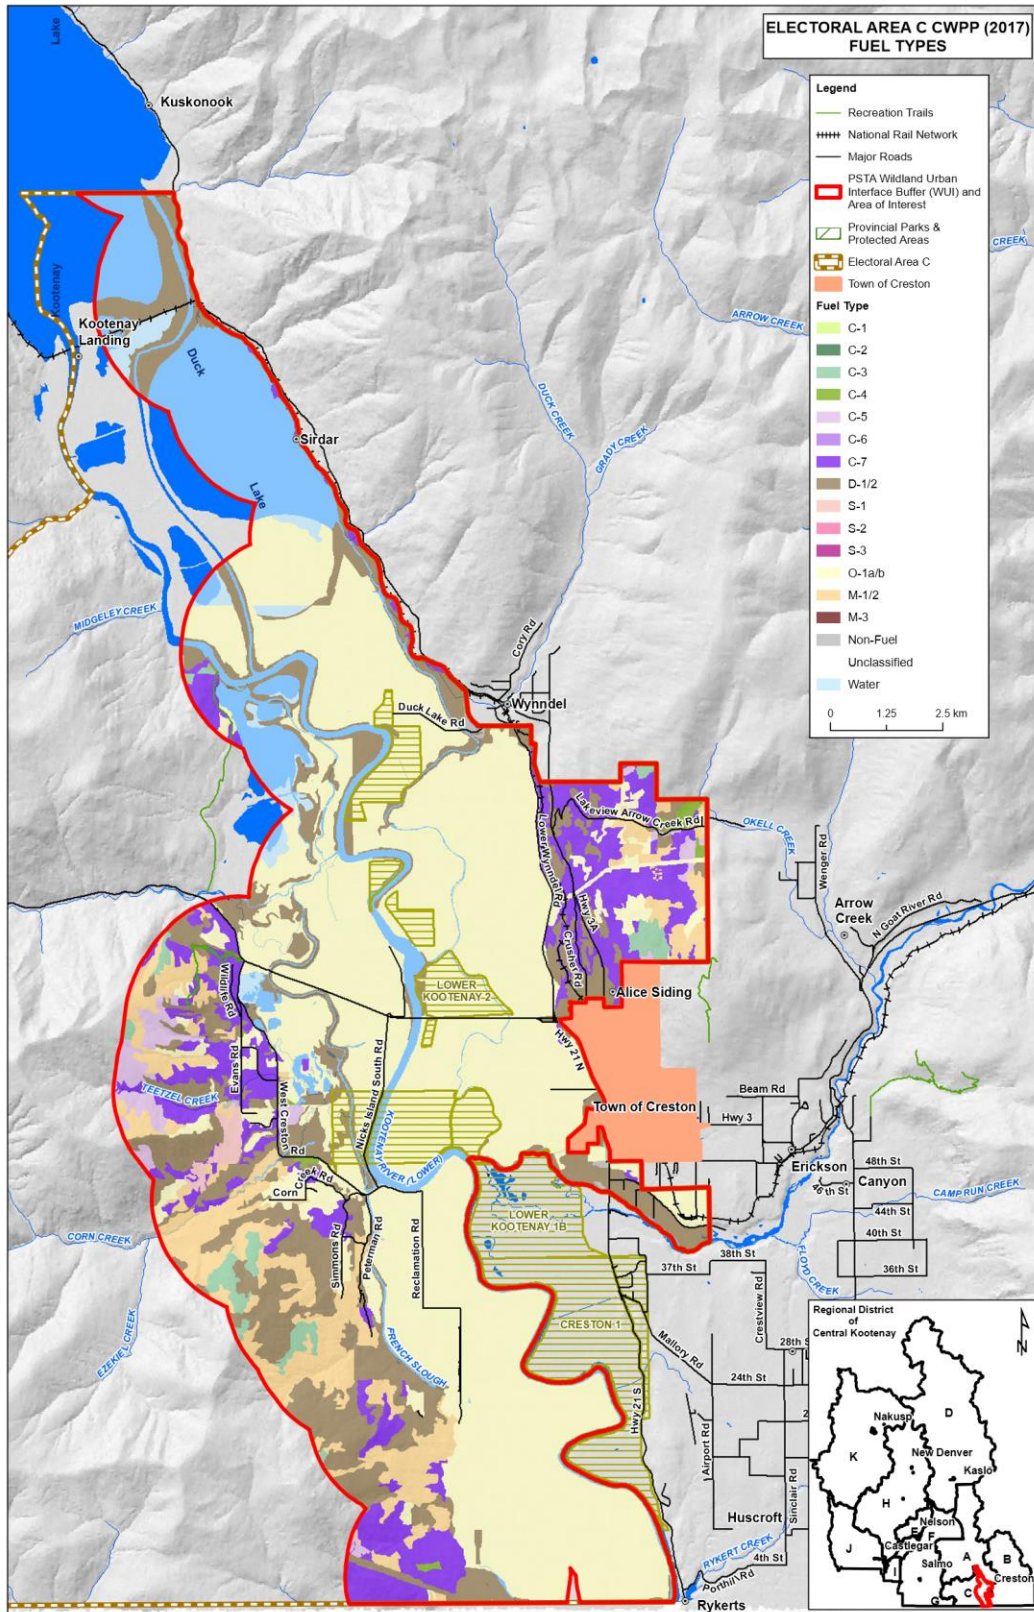 ELECTORAL AREA C CWPP (2017)
FUEL TYPES
Legend
Recreation Trails
National Rail Network
Major Roads
PSTA Wildland Urban
Interface Buffer (WUI) and
Area of Interest
Provincial Parks &
Protected Areas
Electoral Area C
Town of Creston
Fuel Type
C-1
C-2
C-3
C-4
C-5
C-6
C-7
D-1/2
S-1
S-2
S-3
O-1a/b
M-1/2
M-3
Non-Fuel
Unclassified
Water
0 1.25 2.5 km
Lake
Kuskonook
CREEK
Kootenay
Kootenay
Landing
Duck
Lake
Sirdar
ARROW CREEK
DUCK CREEK
GRADY CREEK
MIDGELEY CREEK
Cory Rd
Wynndel
Duck Lake Rd
Lakeview Arrow Creek Rd
Lower Wynndel Rd
Hwy 3A
Crusher Rd
OKELL CREEK
Wenger Rd
Arrow
Creek
N Goat River Rd
Alice Siding
LOWER
KOOTENAY 2
Wildlife Rd
Evans Rd
TEETZEL CREEK
West Creston
Rd
Nicks Island South Rd
KOOTENAY RIVER (LOWER)
Hwy 21 N
Town of Creston
Beam Rd
Hwy 3
Erickson
48th St
46 th St
Canyon
44th St
CAMP RUN CREEK
40th St
36th St
38th St
37th St
FLOYD CREEK
LOWER
KOOTENAY 1B
Corn
Creek Rd
CORN CREEK
Simmons Rd
Peterman Rd
Reclamation Rd
EZEKIEL CREEK
FRENCH SLOUGH
CRESTON 1
Mallory Rd
Crestview Rd
28th S
24th St
2
Hwy 21 S
Airport Rd
Sinclair Rd
Huscroft
RYKERT CREEK
4th St
Porthill Rd
Rykerts
Regional District
of
Central Kootenay
N
D
Nakusp
K
New Denver
Kaslo
H
Nelson
E
F
Castlegar
J
I
Salmo
A
B
Creston
G
C